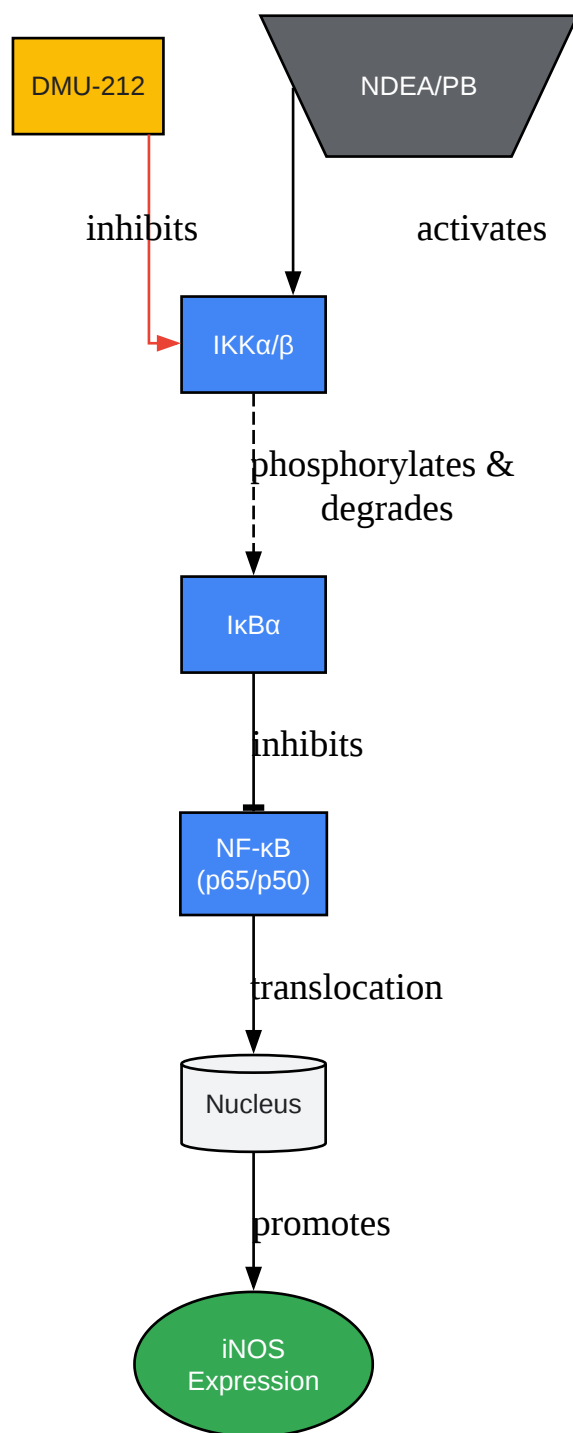 DMU-212
NDEA/PB
inhibits
activates
IKKα/β
phosphorylates &
degrades
IκBα
inhibits
NF-κB
(p65/p50)
translocation
Nucleus
promotes
iNOS
Expression